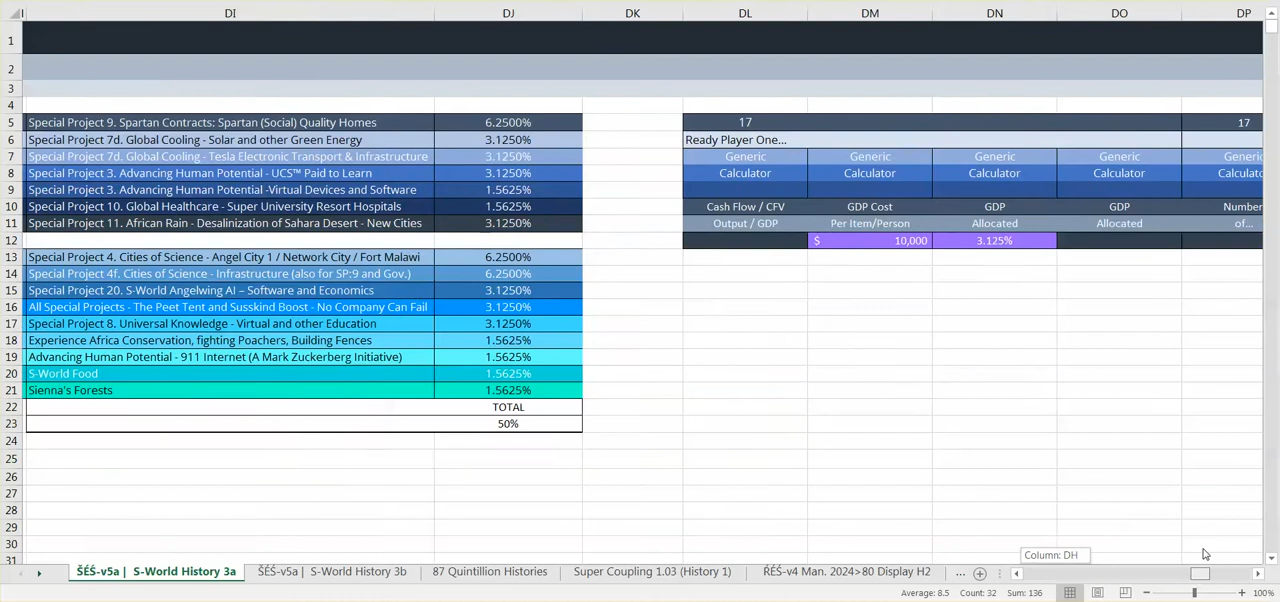 I DI DJ DK DL DM DN DO DP
1
2
3
4
5 Special Project 9. Spartan Contracts: Spartan (Social) Quality Homes 6.2500% 17 17
6 Special Project 7d. Global Cooling - Solar and other Green Energy 3.1250% Ready Player One...
7 Special Project 7d. Global Cooling - Tesla Electronic Transport & Infrastructure 3.1250% Generic Generic Generic Generic Generic
8 Special Project 3. Advancing Human Potential - UCS™ Paid to Learn 3.1250% Calculator Calculator Calculator Calculator Calculato
9 Special Project 3. Advancing Human Potential -Virtual Devices and Software 1.5625%
10 Special Project 10. Global Healthcare - Super University Resort Hospitals 1.5625% Cash Flow / CFV GDP Cost GDP GDP Number
11 Special Project 11. African Rain - Desalinization of Sahara Desert - New Cities 3.1250% Output / GDP Per Item/Person Allocated Allocated of...
12 $ 10,000 3.125%
13 Special Project 4. Cities of Science - Angel City 1 / Network City / Fort Malawi 6.2500%
14 Special Project 4f. Cities of Science - Infrastructure (also for SP:9 and Gov.) 6.2500%
15 Special Project 20. S-World Angelwing AI – Software and Economics 3.1250%
16 All Special Projects - The Peet Tent and Susskind Boost - No Company Can Fail 3.1250%
17 Special Project 8. Universal Knowledge - Virtual and other Education 3.1250%
18 Experience Africa Conservation, fighting Poachers, Building Fences 1.5625%
19 Advancing Human Potential - 911 Internet (A Mark Zuckerberg Initiative) 1.5625%
20 S-World Food 1.5625%
21 Sienna's Forests 1.5625%
22 TOTAL
23 50%
24
25
26
27
28
29
30
31 Column: DH
ŠÉŚ-v5a | S-World History 3a ŠÉŚ-v5a | S-World History 3b 87 Quintillion Histories Super Coupling 1.03 (History 1) ŔÉŚ-v4 Man. 2024>80 Display H2 ...
Average: 8.5 Count: 32 Sum: 136 100%